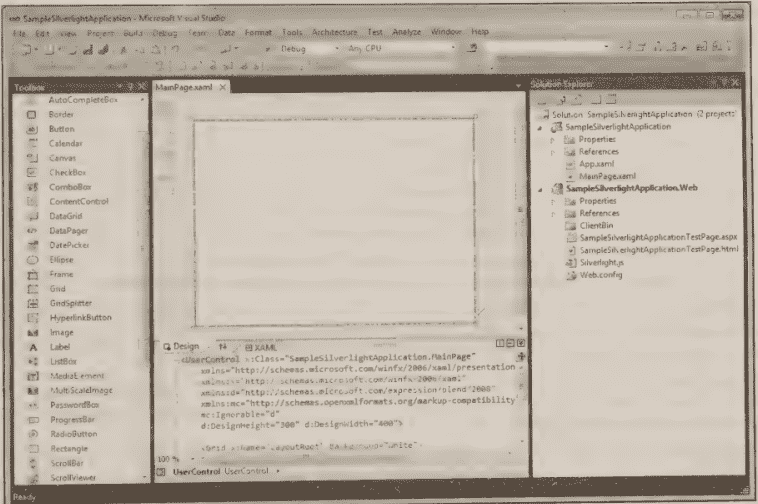 SampleSilverlightApplication - Microsoft Visual Studio
File Edit View Project Build Debug Team Data Format Tools Architecture Test Analyze Window Help
Debug Any CPU
Toolbox
AutoCompleteBox
Border
Button
Calendar
Canvas
CheckBox
ComboBox
ContentControl
DataGrid
DataPager
DatePicker
Ellipse
Frame
Grid
GridSplitter
HyperlinkButton
Image
Label
ListBox
MediaElement
MultiScaleImage
PasswordBox
ProgressBar
RadioButton
Rectangle
ScrollBar
ScrollViewer
MainPage.xaml
Design XAML
<UserControl x:Class="SampleSilverlightApplication.MainPage"
xmlns="http://schemas.microsoft.com/winfx/2006/xaml/presentation
xmlns:x="http://schemas.microsoft.com/winfx/2006/xaml"
xmlns:d="http://schemas.microsoft.com/expression/blend/2008"
xmlns:mc="http://schemas.openxmlformats.org/markup-compatibility/
mc:Ignorable="d"
d:DesignHeight="300" d:DesignWidth="400">
<Grid x:Name="LayoutRoot" Background="White">
100 %
UserControl UserControl
Solution Explorer
Solution 'SampleSilverlightApplication' (2 projects)
SampleSilverlightApplication
Properties
References
App.xaml
MainPage.xaml
SampleSilverlightApplication.Web
Properties
References
ClientBin
SampleSilverlightApplicationTestPage.aspx
SampleSilverlightApplicationTestPage.html
Silverlight.js
Web.config
Ready